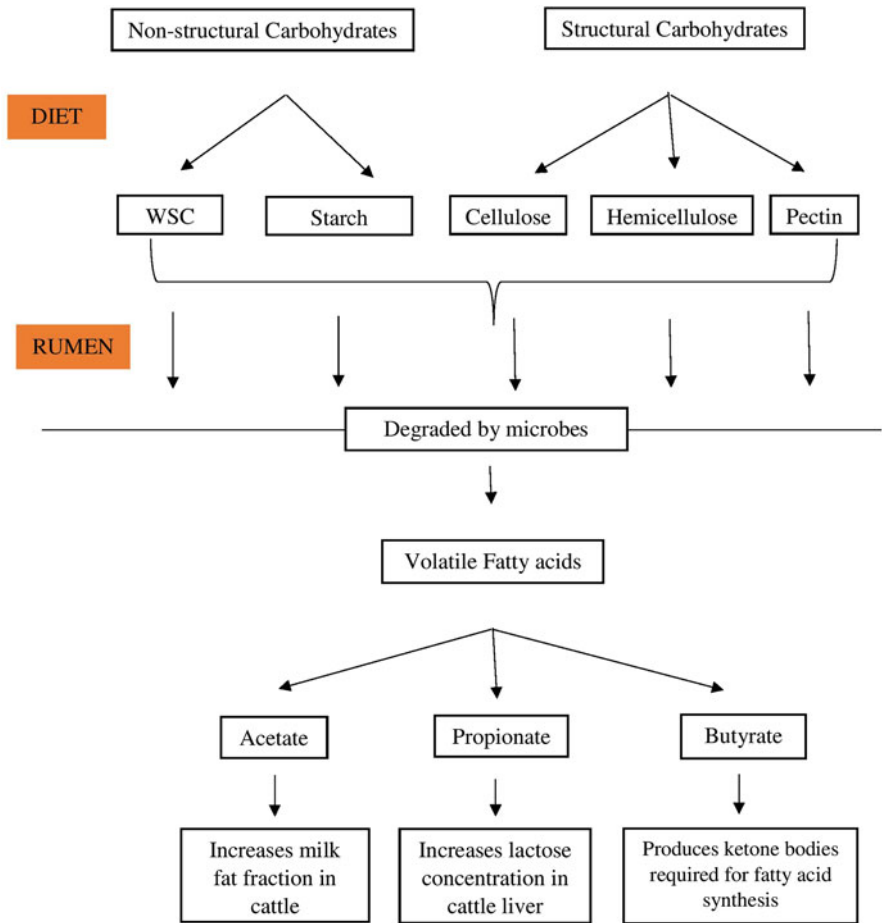 Non-structural Carbohydrates
Structural Carbohydrates
DIET
WSC
Starch
Cellulose
Hemicellulose
Pectin
RUMEN
Degraded by microbes
Volatile Fatty acids
Acetate
Propionate
Butyrate
Increases milk
fat fraction in
cattle
Increases lactose
concentration in
cattle liver
Produces ketone bodies
required for fatty acid
synthesis